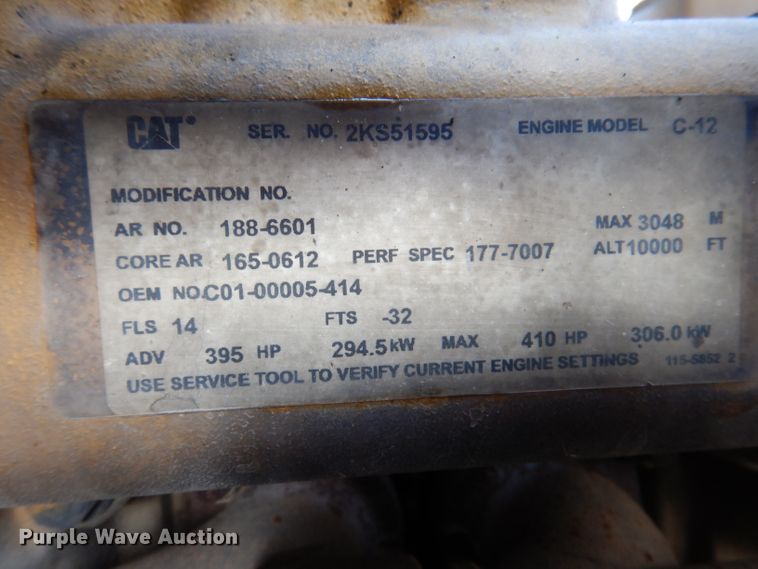 CAT® SER. NO. 2KS51595 ENGINE MODEL C-12
MODIFICATION NO.
AR NO. 188-6601 MAX 3048 M
CORE AR 165-0612 PERF SPEC 177-7007 ALT 10000 FT
OEM NO. C01-00005-414
FLS 14 FTS -32
ADV 395 HP 294.5 kW MAX 410 HP 306.0 kW
USE SERVICE TOOL TO VERIFY CURRENT ENGINE SETTINGS 115-5852 2
Purple Wave Auction®